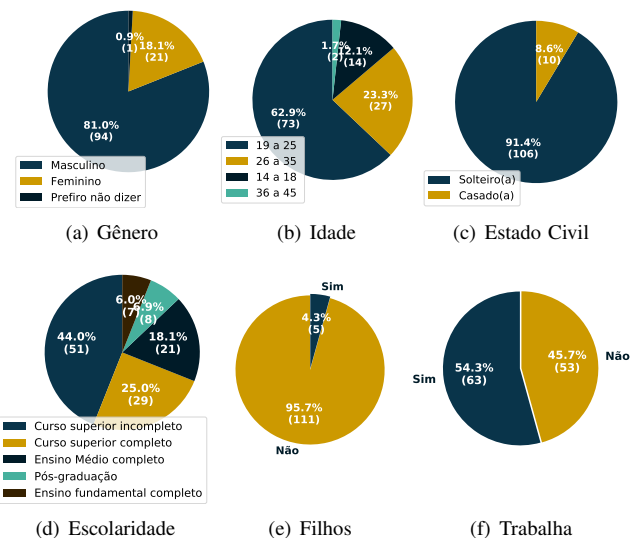 0.9%
(1)
18.1%
(21)
81.0%
(94)
Masculino
Feminino
Prefiro não dizer
(a) Gênero
1.7%
(2)
12.1%
(14)
23.3%
(27)
62.9%
(73)
19 a 25
26 a 35
14 a 18
36 a 45
(b) Idade
8.6%
(10)
91.4%
(106)
Solteiro(a)
Casado(a)
(c) Estado Civil
6.0%
(7)
6.9%
(8)
18.1%
(21)
44.0%
(51)
25.0%
(29)
Curso superior incompleto
Curso superior completo
Ensino Médio completo
Pós-graduação
Ensino fundamental completo
(d) Escolaridade
Sim
4.3%
(5)
95.7%
(111)
Não
(e) Filhos
Sim
54.3%
(63)
45.7%
(53)
Não
(f) Trabalha